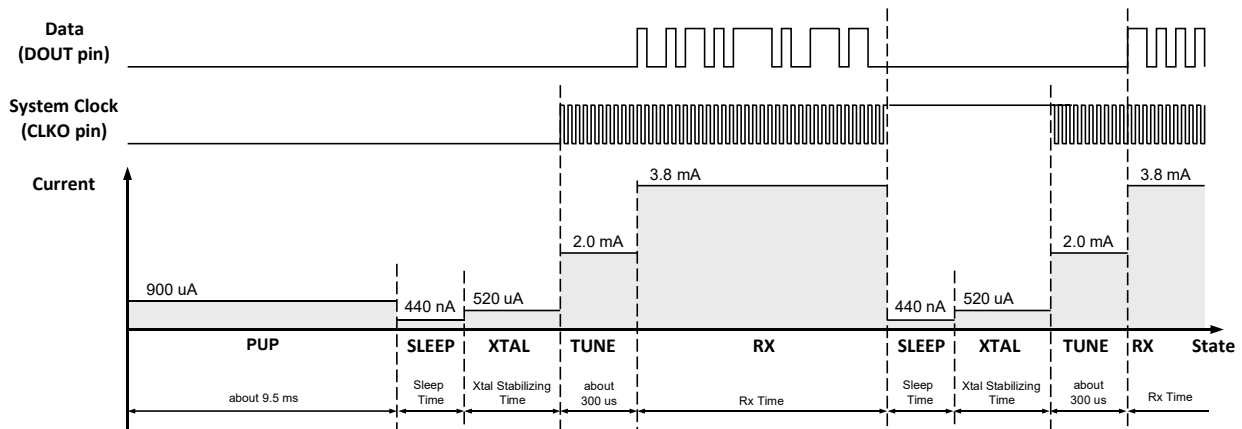 Data
(DOUT pin)
System Clock
(CLKO pin)
Current
3.8 mA
3.8 mA
2.0 mA
2.0 mA
900 uA
440 nA
520 uA
440 nA
520 uA
PUP
SLEEP
XTAL
TUNE
RX
SLEEP
XTAL
TUNE
RX
State
about 9.5 ms
Sleep
Time
Xtal Stabilizing
Time
about
300 us
Rx Time
Sleep
Time
Xtal Stabilizing
Time
about
300 us
Rx Time